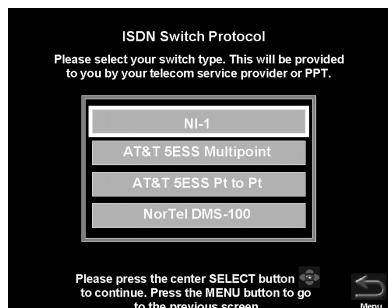 ISDN Switch Protocol
Please select your switch type. This will be provided
to you by your telecom service provider or PPT.
NI-1
AT&T 5ESS Multipoint
AT&T 5ESS Pt to Pt
NorTel DMS-100
Please press the center SELECT button
to continue. Press the MENU button to go
to the previous screen
Menu